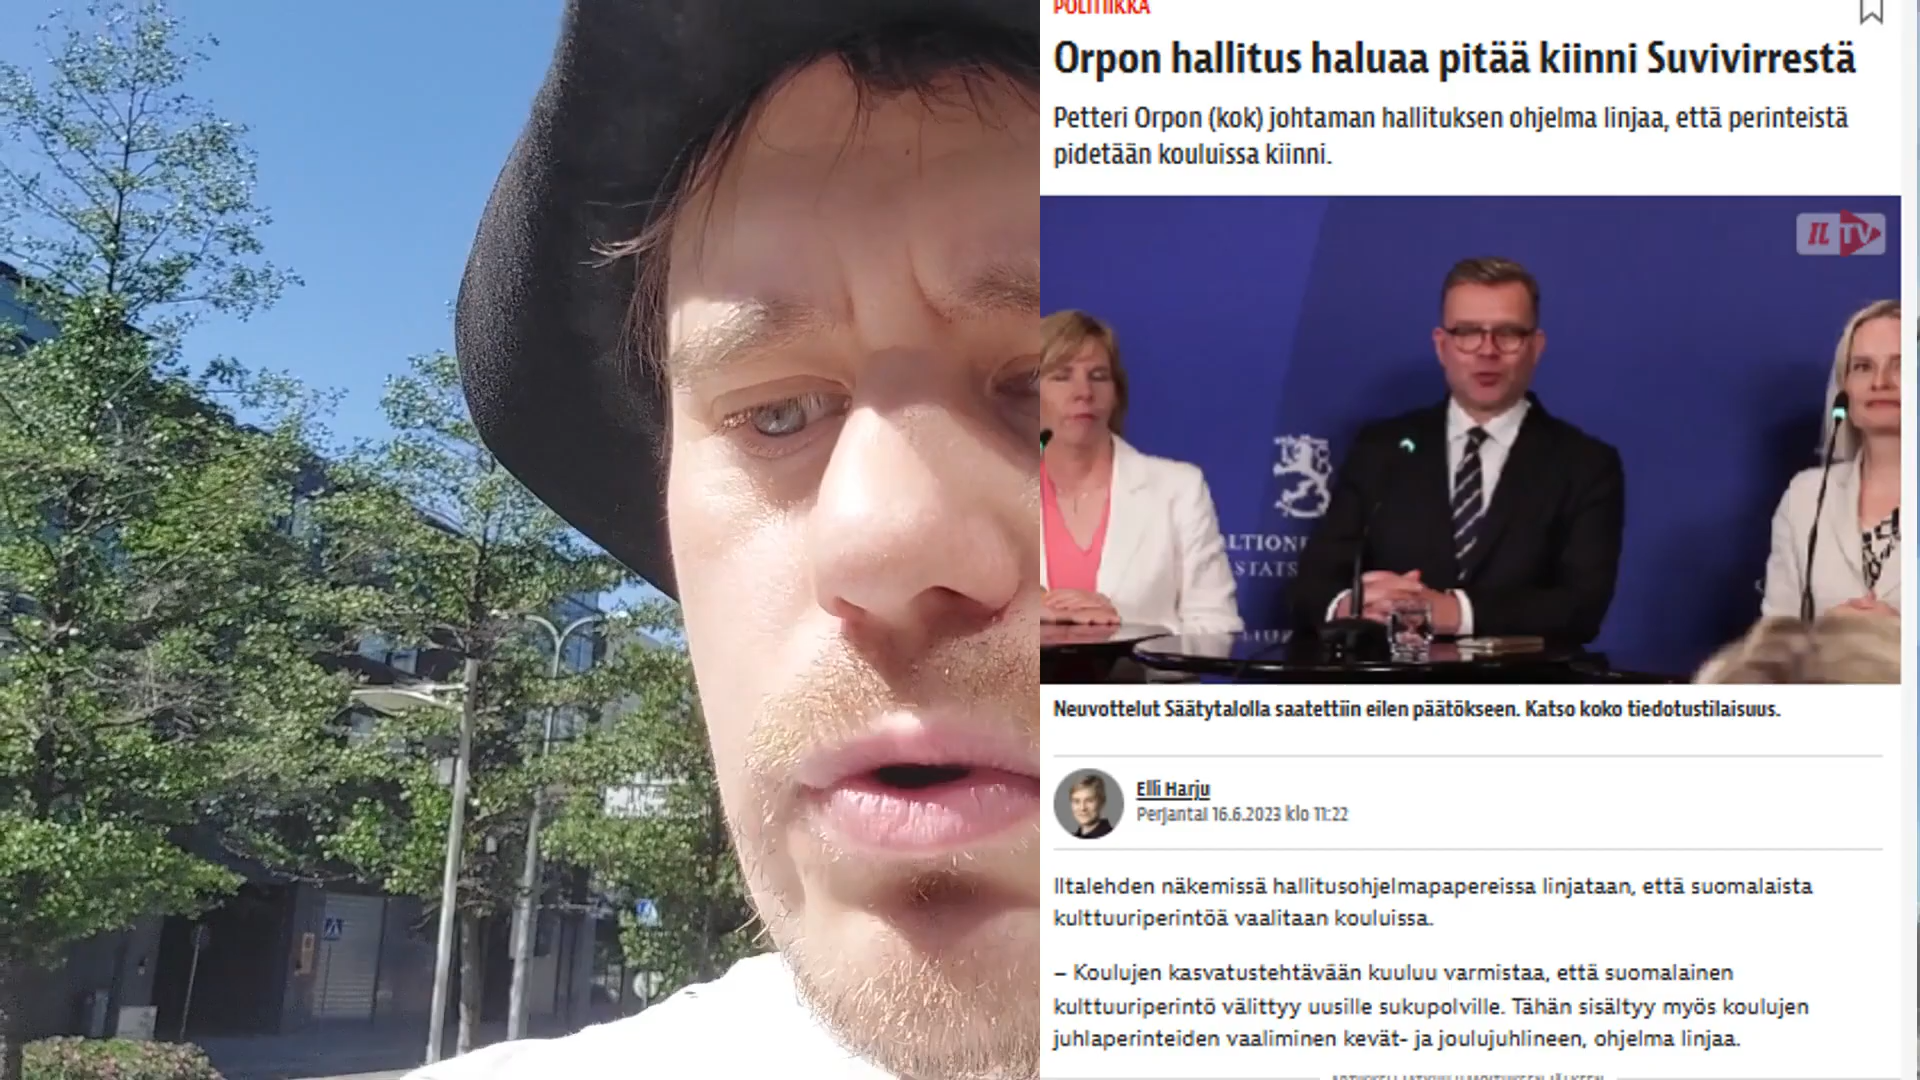 POLITIIKKA
Orpon hallitus haluaa pitää kiinni Suvivirrestä
Petteri Orpon (kok) johtaman hallituksen ohjelma linjaa, että perinteistä
pidetään kouluissa kiinni.
IL TV
ALTION
STATS
Neuvottelut Säätytalolla saatettiin eilen päätökseen. Katso koko tiedotustilaisuus.
Elli Harju
Perjantai 16.6.2023 klo 11:22
Iltalehden näkemissä hallitusohjelmapapereissa linjataan, että suomalaista
kulttuuriperintöä vaalitaan kouluissa.
– Koulujen kasvatustehtävään kuuluu varmistaa, että suomalainen
kulttuuriperintö välittyy uusille sukupolville. Tähän sisältyy myös koulujen
juhlaperinteiden vaaliminen kevät- ja joulujuhlineen, ohjelma linjaa.